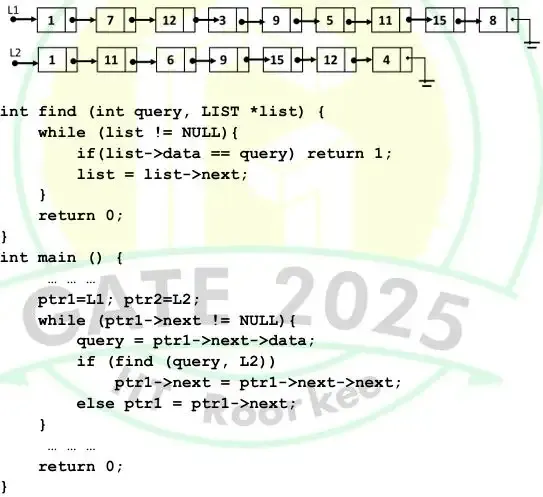 L1 1 7 12 3 9 5 11 15 8
L2 1 11 6 9 15 12 4
int find (int query, LIST *list) {
while (list != NULL){
if(list->data == query) return 1;
list = list->next;
}
return 0;
}
int main () {
… … …
ptr1=L1; ptr2=L2;
while (ptr1->next != NULL){
query = ptr1->next->data;
if (find (query, L2))
ptr1->next = ptr1->next->next;
else ptr1 = ptr1->next;
}
… … …
return 0;
}
GATE 2025
IIT Roorkee